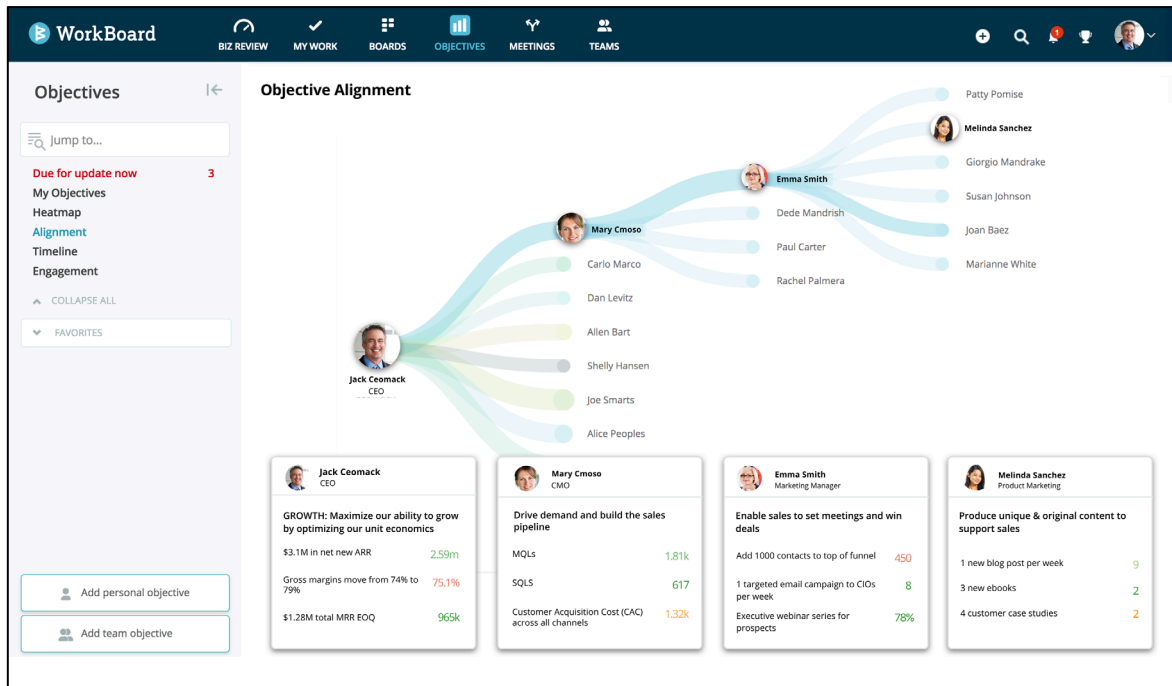 WorkBoard
BIZ REVIEW
MY WORK
BOARDS
OBJECTIVES
MEETINGS
TEAMS
1
Objectives
Jump to...
Due for update now 3
My Objectives
Heatmap
Alignment
Timeline
Engagement
COLLAPSE ALL
FAVORITES
Add personal objective
Add team objective
Objective Alignment
Jack Ceomack
CEO
Mary Cmoso
Carlo Marco
Dan Levitz
Allen Bart
Shelly Hansen
Joe Smarts
Alice Peoples
Emma Smith
Dede Mandrish
Paul Carter
Rachel Palmera
Patty Pomise
Melinda Sanchez
Giorgio Mandrake
Susan Johnson
Joan Baez
Marianne White
Jack Ceomack
CEO
GROWTH: Maximize our ability to grow
by optimizing our unit economics
$3.1M in net new ARR 2.59m
Gross margins move from 74% to
79% 75.1%
$1.28M total MRR EOQ 965k
Mary Cmoso
CMO
Drive demand and build the sales
pipeline
MQLs 1.81k
SQLS 617
Customer Acquisition Cost (CAC)
across all channels 1.32k
Emma Smith
Marketing Manager
Enable sales to set meetings and win
deals
Add 1000 contacts to top of funnel 450
1 targeted email campaign to CIOs
per week 8
Executive webinar series for
prospects 78%
Melinda Sanchez
Product Marketing
Produce unique & original content to
support sales
1 new blog post per week 9
3 new ebooks 2
4 customer case studies 2